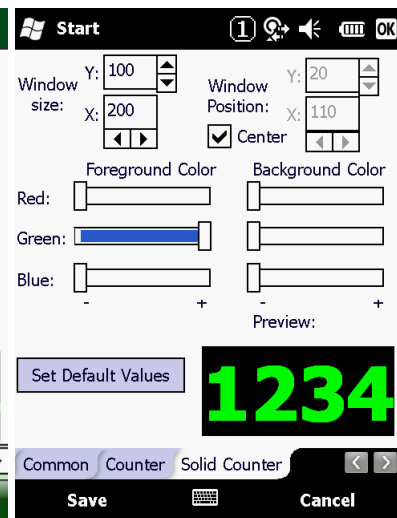 Start 1 OK
Window size: Y: 100
X: 200
Window Position: Y: 20
X: 110
Center
Foreground Color Background Color
Red:
Green:
Blue:
- + - +
Preview:
Set Default Values
1234
Common Counter Solid Counter
Save Cancel